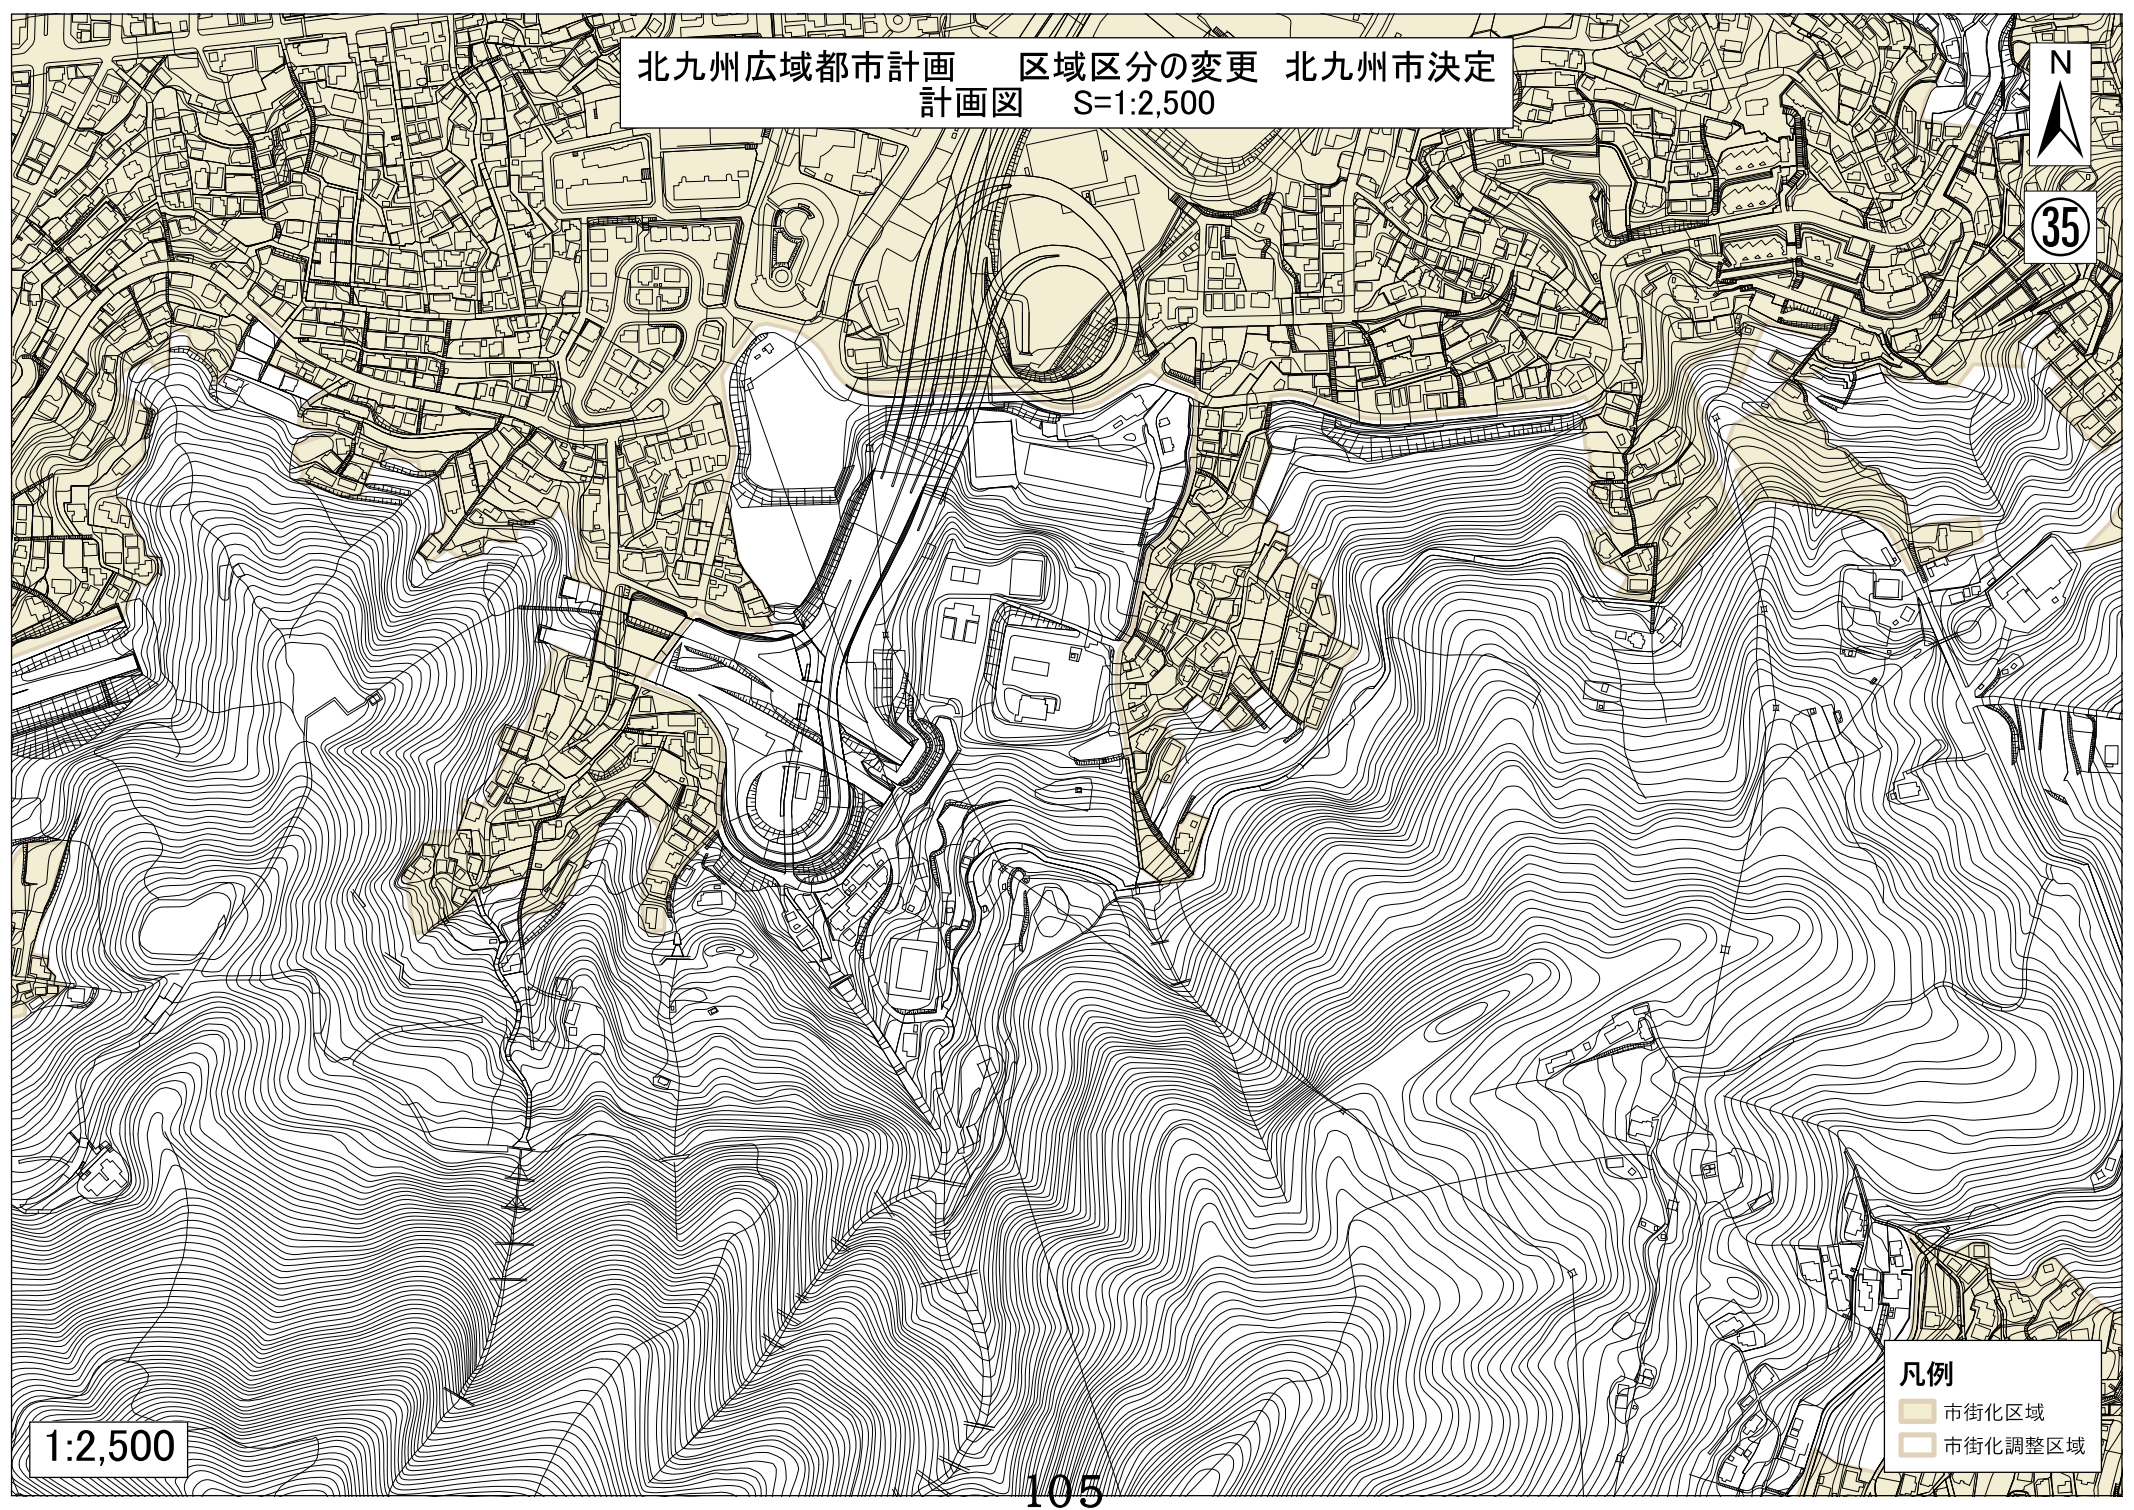 北九州広域都市計画　　区域区分の変更　北九州市決定
計画図　　S=1:2,500
N
㉟
凡例
市街化区域
市街化調整区域
1:2,500
105